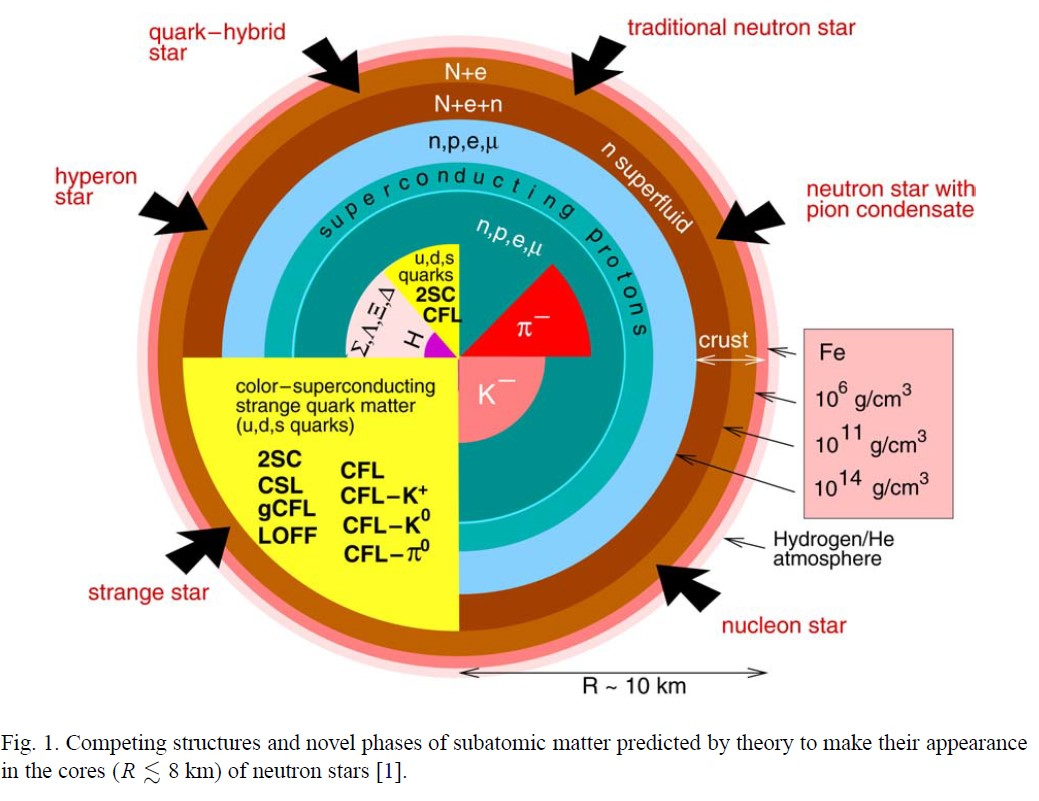 quark–hybrid
star
traditional neutron star
N+e
N+e+n
n,p,e,μ
n superfluid
hyperon
star
neutron star with
pion condensate
superconducting protons
n,p,e,μ
u,d,s
quarks
2SC
CFL
Σ,Λ,Ξ,Δ
H
π⁻
K⁻
crust
Fe
10⁶ g/cm³
10¹¹ g/cm³
10¹⁴ g/cm³
color–superconducting
strange quark matter
(u,d,s quarks)
2SC
CSL
gCFL
LOFF
CFL
CFL–K⁺
CFL–K⁰
CFL–π⁰
Hydrogen/He
atmosphere
strange star
nucleon star
R ~ 10 km
Fig. 1. Competing structures and novel phases of subatomic matter predicted by theory to make their appearance
in the cores (R ≲ 8 km) of neutron stars [1].